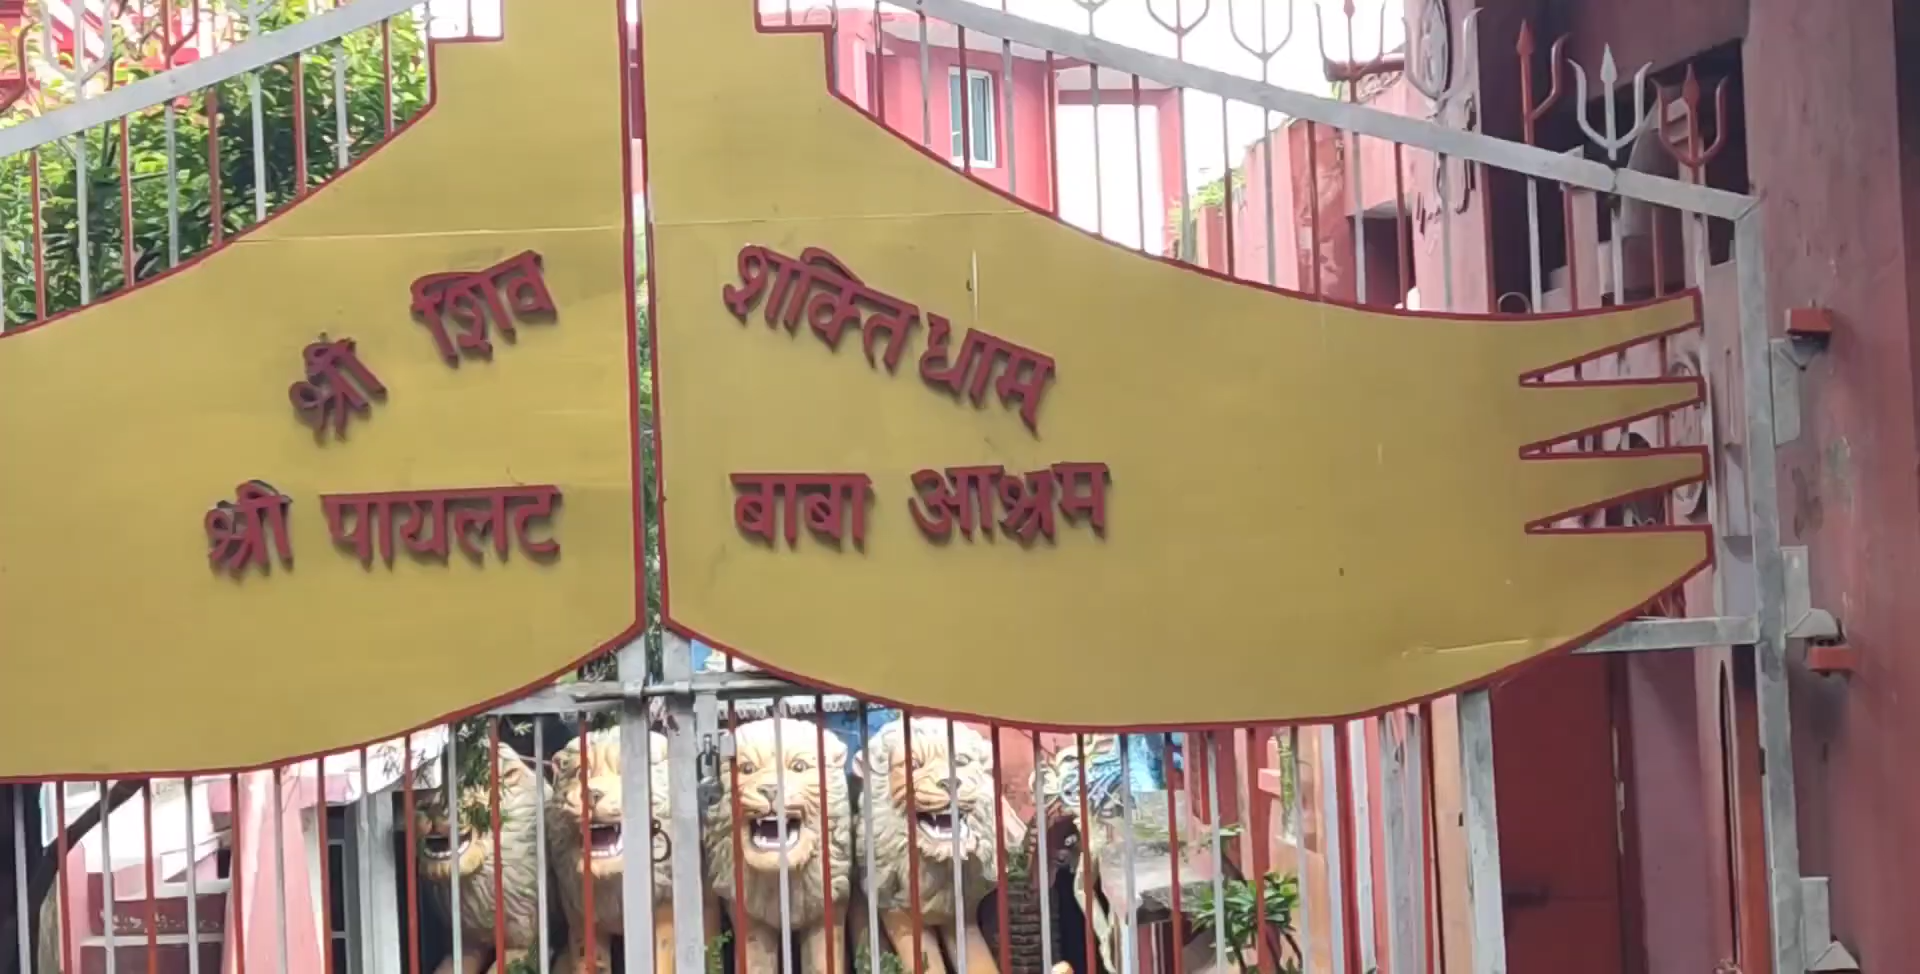 श्री शिव शक्ति धाम
श्री पायलट बाबा आश्रम